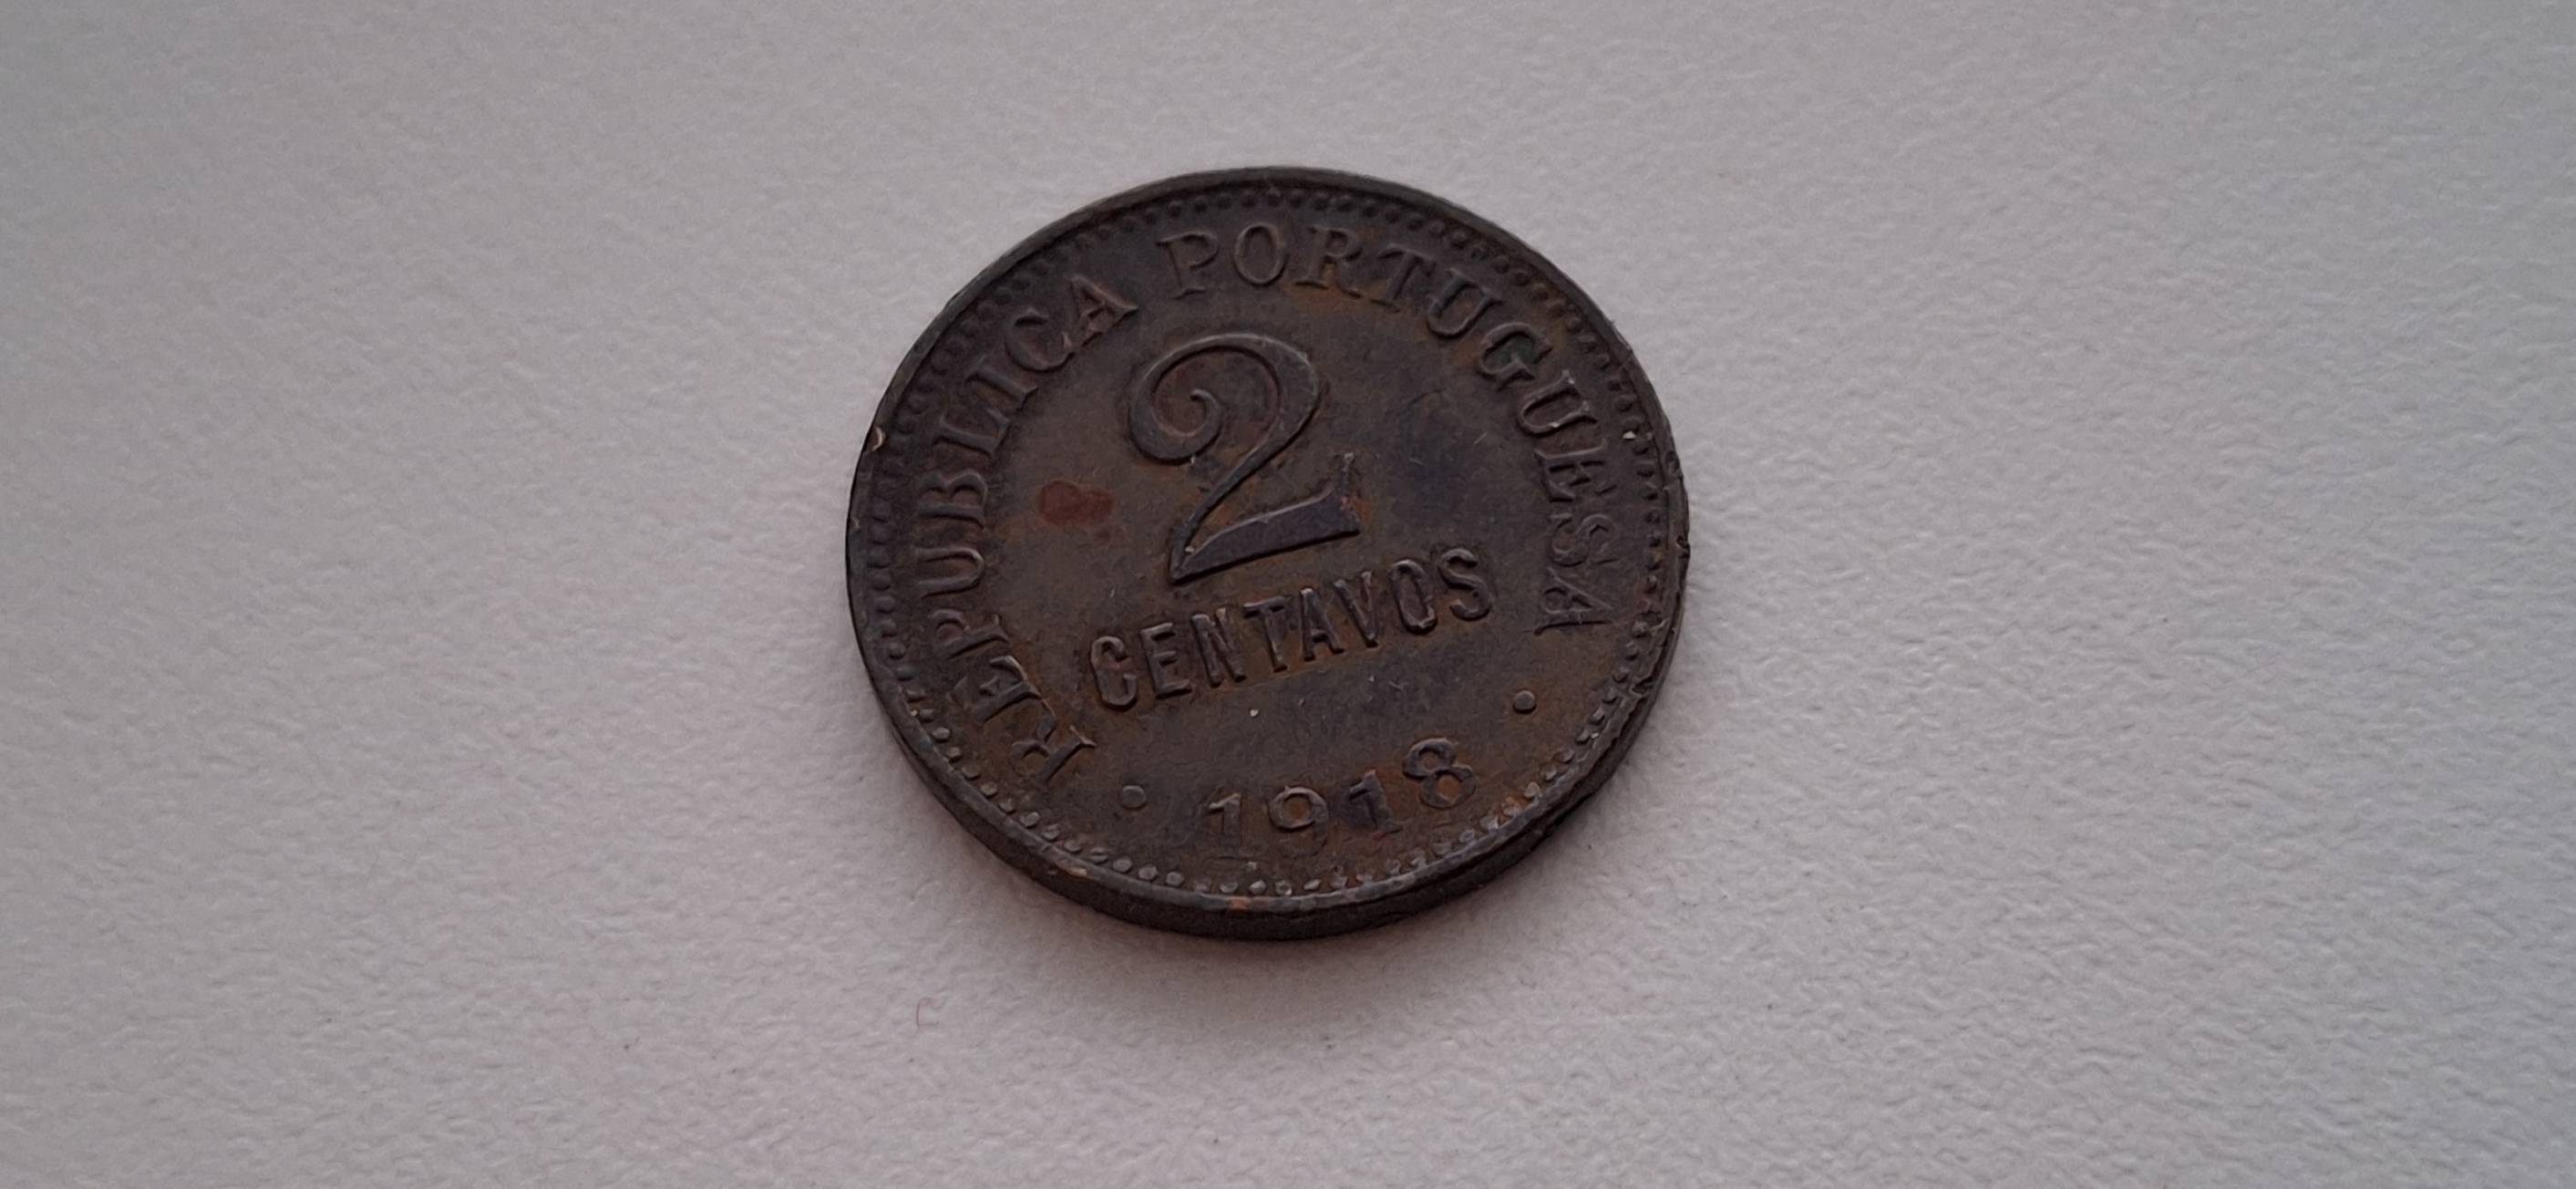 REPUBLICA PORTUGUESA
2
CENTAVOS
• 1918 •